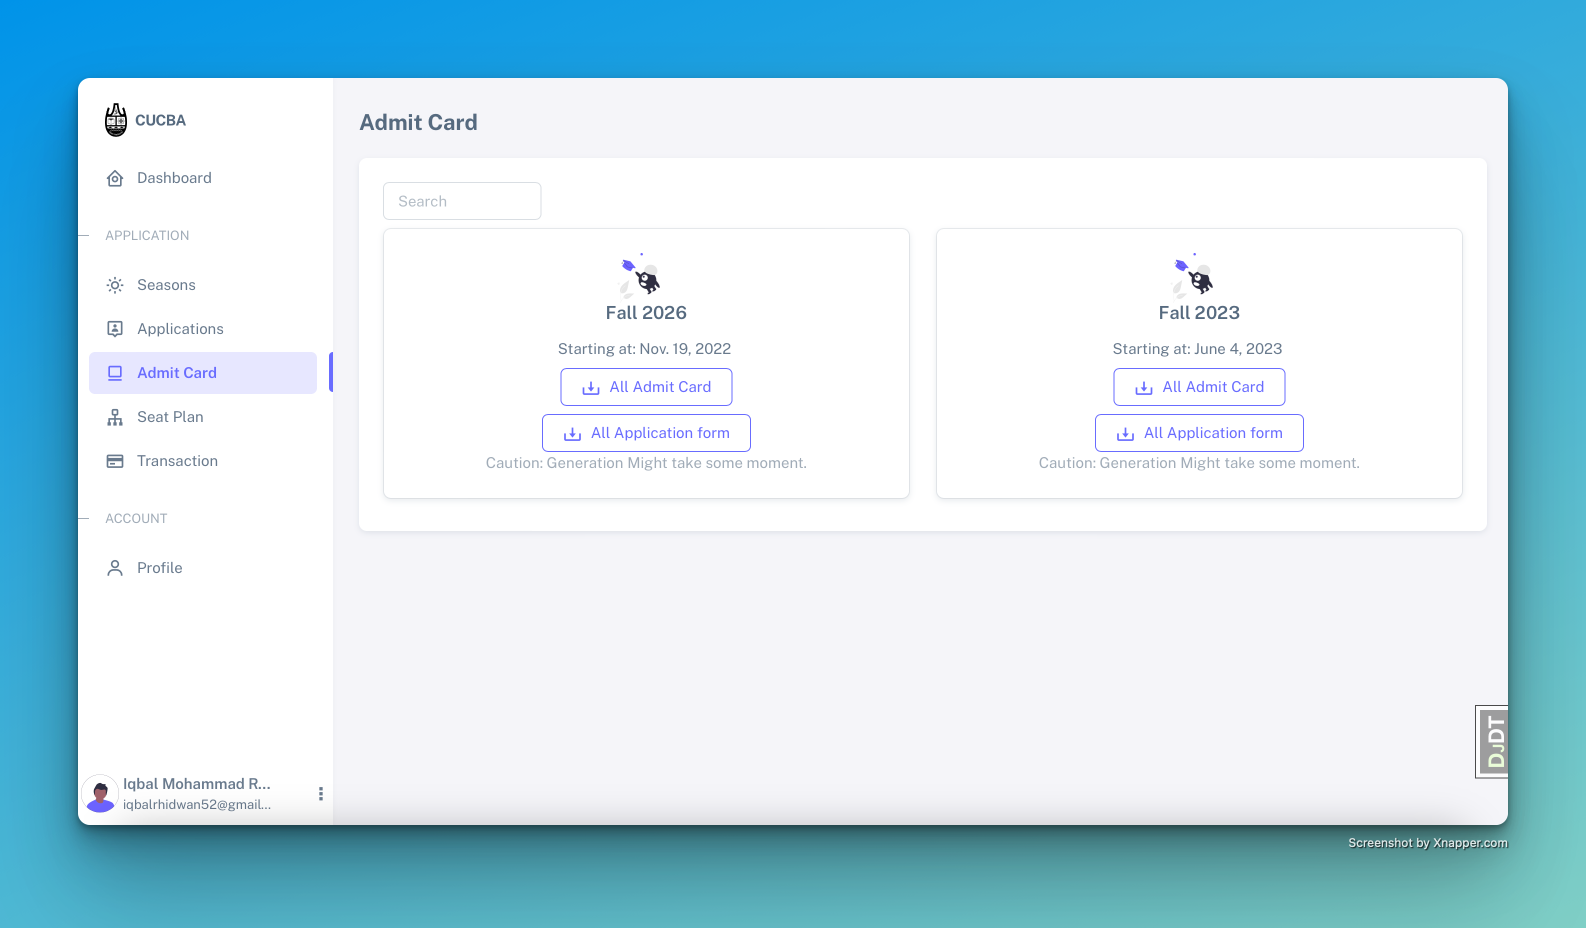 CUCBA
Dashboard
APPLICATION
Seasons
Applications
Admit Card
Seat Plan
Transaction
ACCOUNT
Profile
Iqbal Mohammad R...
iqbalrhidwan52@gmail...
Admit Card
Search
Fall 2026
Starting at: Nov. 19, 2022
All Admit Card
All Application form
Caution: Generation Might take some moment.
Fall 2023
Starting at: June 4, 2023
All Admit Card
All Application form
Caution: Generation Might take some moment.
DJDT
Screenshot by Xnapper.com